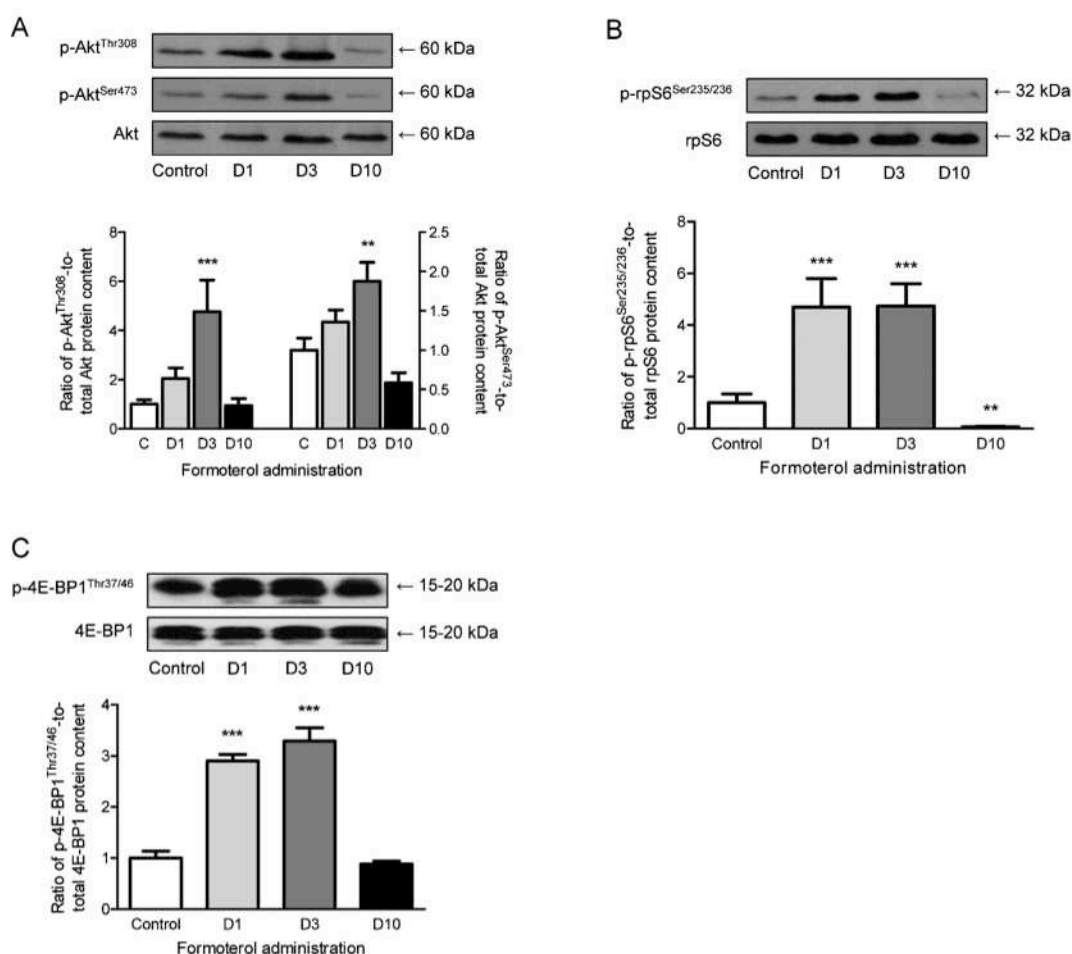 A
p-Akt^Thr308
← 60 kDa
p-Akt^Ser473
← 60 kDa
Akt
← 60 kDa
Control D1 D3 D10
Ratio of p-Akt^Thr308-to-
total Akt protein content
8
6
4
2
0
***
**
2.5
2.0
1.5
1.0
0.5
0.0
Ratio of p-Akt^Ser473-to-
total Akt protein content
C D1 D3 D10 C D1 D3 D10
Formoterol administration
B
p-rpS6^Ser235/236
← 32 kDa
rpS6
← 32 kDa
Control D1 D3 D10
Ratio of p-rpS6^Ser235/236-to-
total rpS6 protein content
8
6
4
2
0
***
***
**
Control D1 D3 D10
Formoterol administration
C
p-4E-BP1^Thr37/46
← 15-20 kDa
4E-BP1
← 15-20 kDa
Control D1 D3 D10
Ratio of p-4E-BP1^Thr37/46-to-
total 4E-BP1 protein content
4
3
2
1
0
***
***
Control D1 D3 D10
Formoterol administration